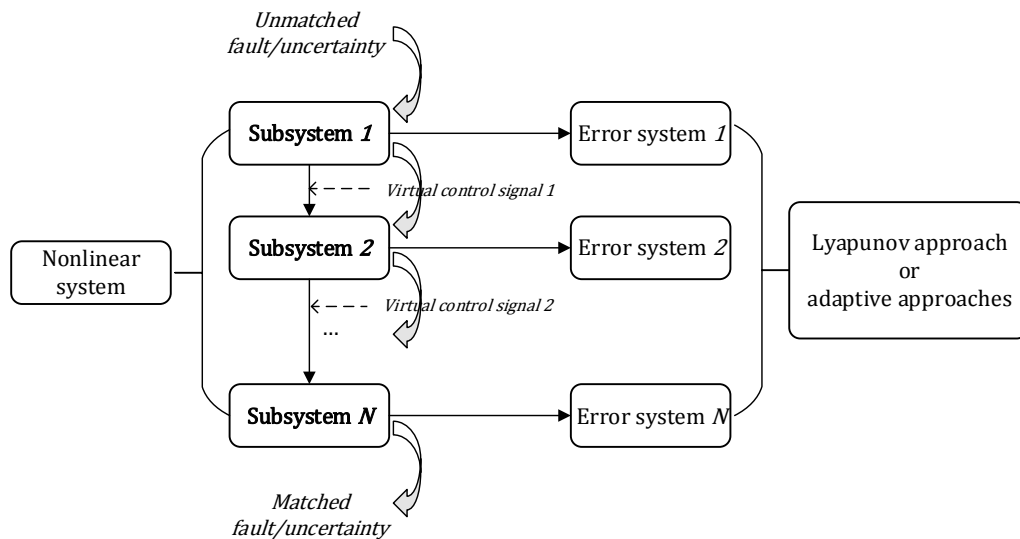 Unmatched
fault/uncertainty
Subsystem 1
Error system 1
Virtual control signal 1
Subsystem 2
Error system 2
Nonlinear
system
Lyapunov approach
or
adaptive approaches
Virtual control signal 2
...
Subsystem N
Error system N
Matched
fault/uncertainty